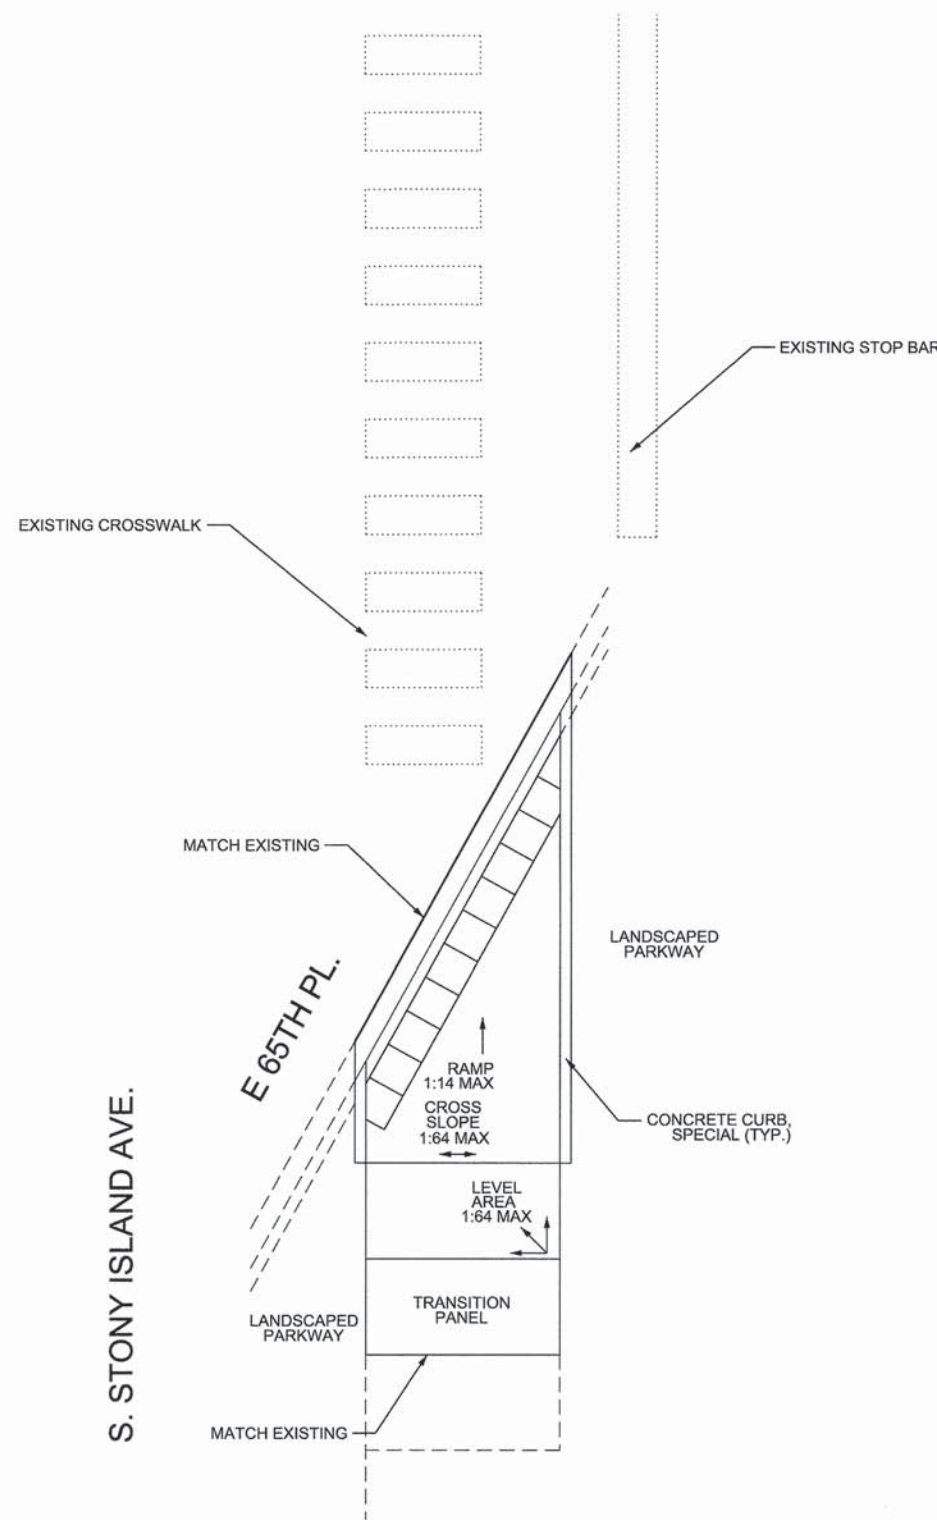 EXISTING STOP BAR
EXISTING CROSSWALK
MATCH EXISTING
LANDSCAPED
PARKWAY
E 65TH PL.
RAMP
1:14 MAX
CROSS
SLOPE
1:64 MAX
CONCRETE CURB,
SPECIAL (TYP.)
S. STONY ISLAND AVE.
LEVEL
AREA
1:64 MAX
TRANSITION
PANEL
LANDSCAPED
PARKWAY
MATCH EXISTING